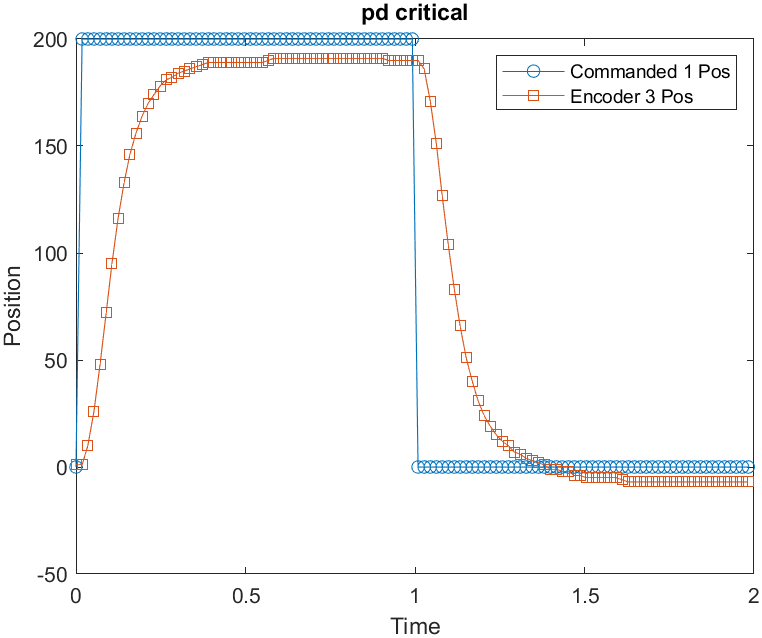 pd critical
200
150
100
50
0
-50
Position
0
0.5
1
1.5
2
Time
Commanded 1 Pos
Encoder 3 Pos